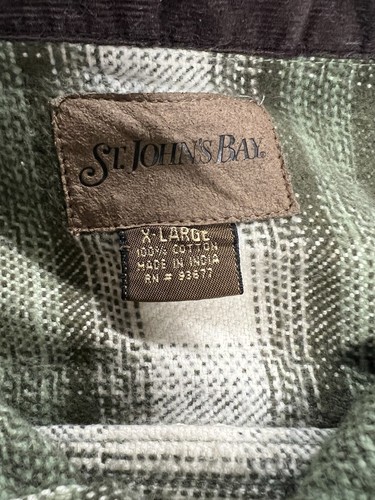 ST. JOHN'S BAY
X-LARGE
100% COTTON
MADE IN INDIA
RN # 93677